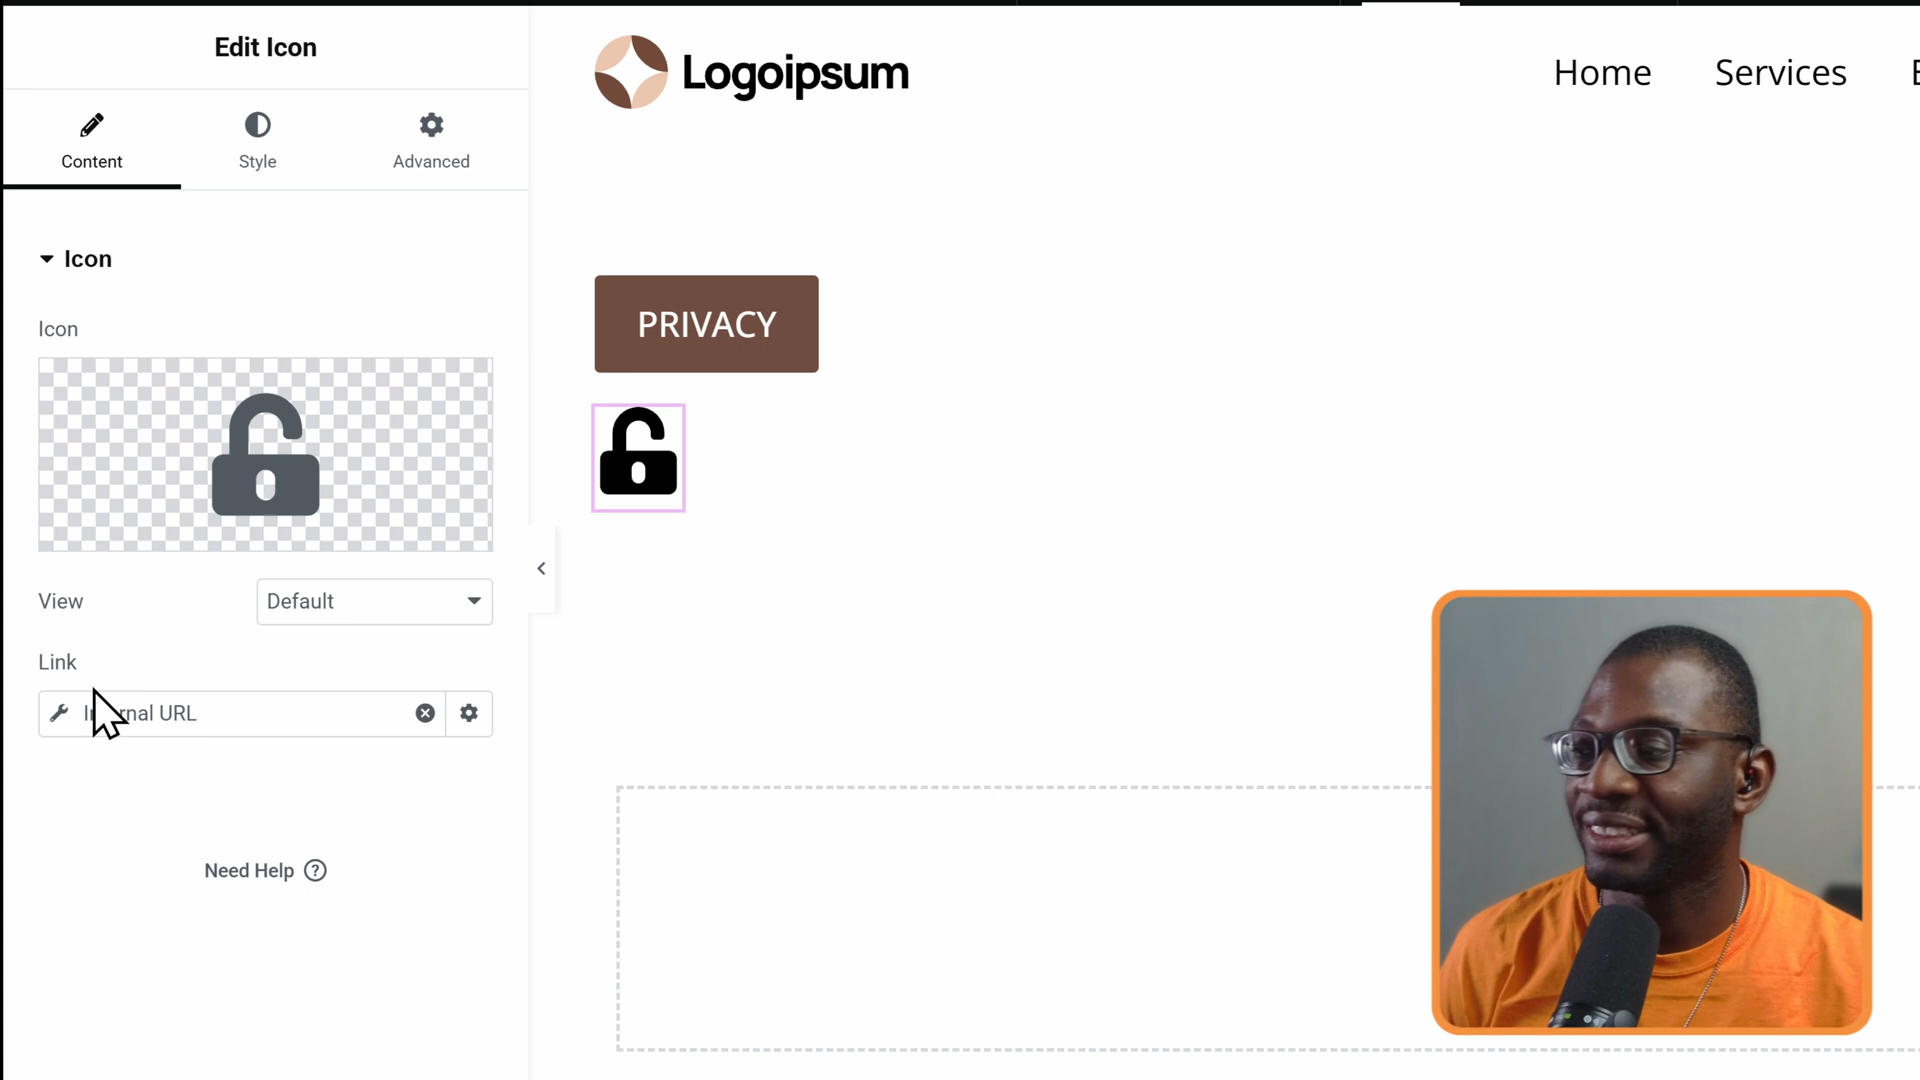 Edit Icon
Content
Style
Advanced
Icon
Icon
View
Default
Link
URL
Need Help
Logoipsum
Home
Services
PRIVACY